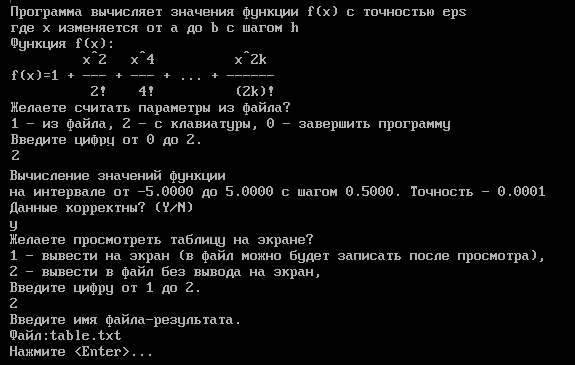 Программа вычисляет значения функции f(x) с точностью eps
где x изменяется от a до b с шагом h
Функция f(x):
x^2 x^4 x^2k
f(x)=1 + --- + --- + ... + ------
2! 4! (2k)!
Желаете считать параметры из файла?
1 - из файла, 2 - с клавиатуры, 0 - завершить программу
Введите цифру от 0 до 2.
2
Вычисление значений функции
на интервале от -5.0000 до 5.0000 с шагом 0.5000. Точность - 0.0001
Данные корректны? (Y/N)
y
Желаете просмотреть таблицу на экране?
1 - вывести на экран (в файл можно будет записать после просмотра),
2 - вывести в файл без вывода на экран,
Введите цифру от 1 до 2.
2
Введите имя файла-результата.
Файл:table.txt
Нажмите <Enter>...